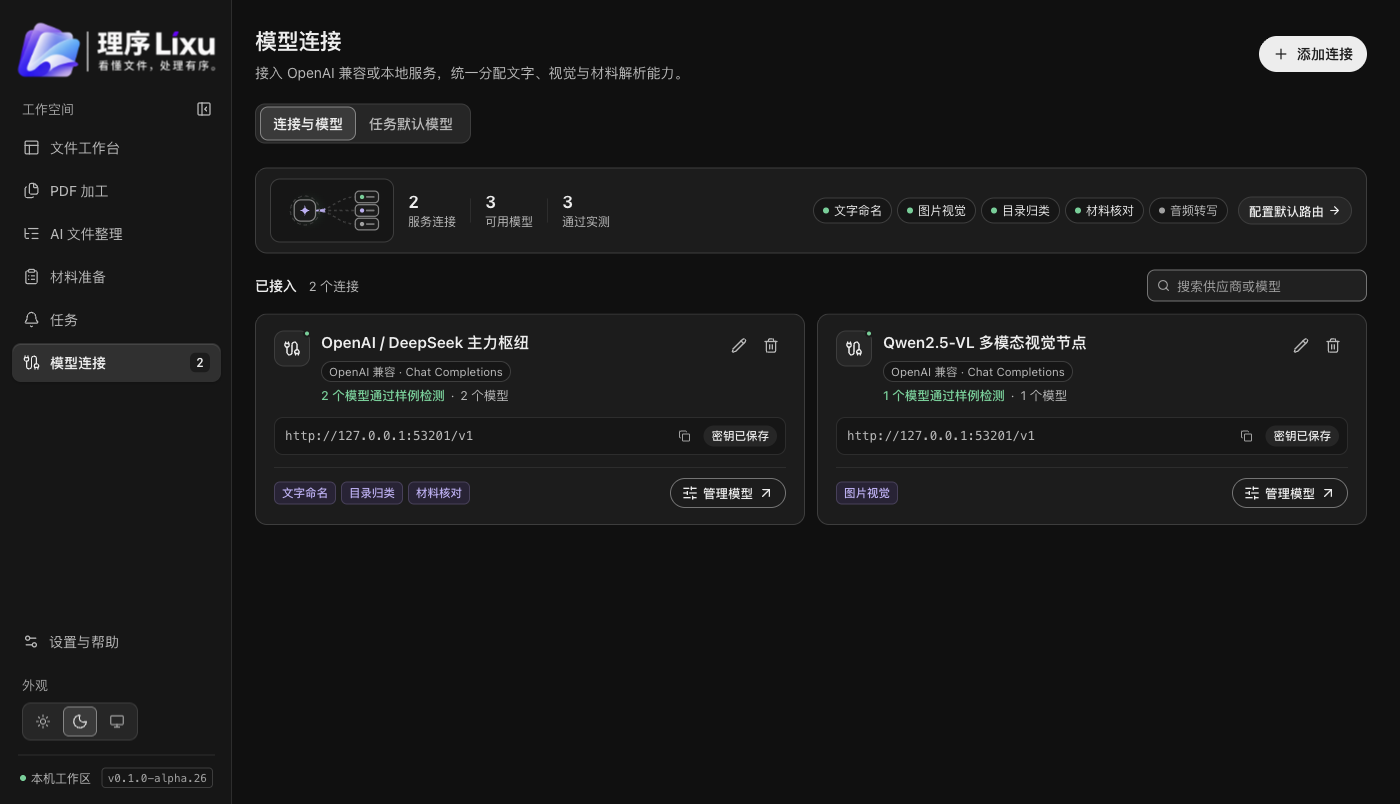 理序 Lixu
看懂文件，处理有序。
工作空间
文件工作台
PDF 加工
AI 文件整理
材料准备
任务
模型连接 2
设置与帮助
外观
本机工作区 v0.1.0-alpha.26
模型连接
接入 OpenAI 兼容或本地服务，统一分配文字、视觉与材料解析能力。
添加连接
连接与模型 任务默认模型
2 3 3
服务连接 可用模型 通过实测
文字命名 图片视觉 目录归类 材料核对 音频转写 配置默认路由
已接入 2 个连接
搜索供应商或模型
OpenAI / DeepSeek 主力枢纽
OpenAI 兼容 · Chat Completions
2 个模型通过样例检测 · 2 个模型
http://127.0.0.1:53201/v1 密钥已保存
文字命名 目录归类 材料核对 管理模型
Qwen2.5-VL 多模态视觉节点
OpenAI 兼容 · Chat Completions
1 个模型通过样例检测 · 1 个模型
http://127.0.0.1:53201/v1 密钥已保存
图片视觉 管理模型